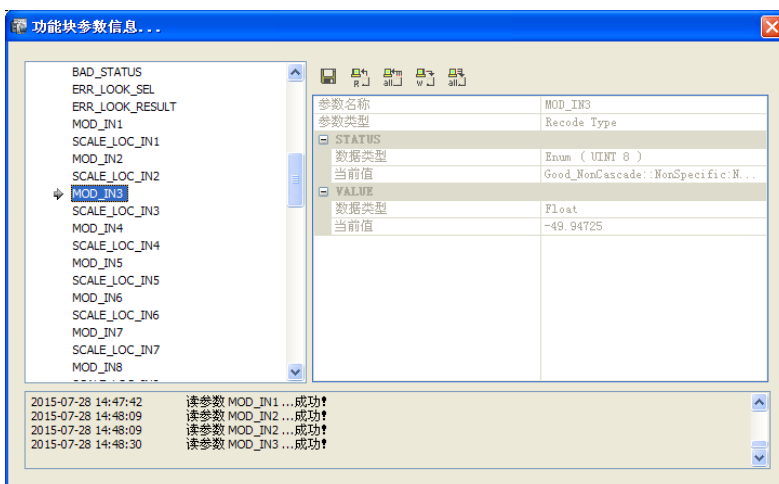 功能块参数信息...
BAD_STATUS
ERR_LOOK_SEL
ERR_LOOK_RESULT
MOD_IN1
SCALE_LOC_IN1
MOD_IN2
SCALE_LOC_IN2
MOD_IN3
SCALE_LOC_IN3
MOD_IN4
SCALE_LOC_IN4
MOD_IN5
SCALE_LOC_IN5
MOD_IN6
SCALE_LOC_IN6
MOD_IN7
SCALE_LOC_IN7
MOD_IN8
R all W all
参数名称 MOD_IN3
参数类型 Recode Type
STATUS
数据类型 Enum ( UINT 8 )
当前值 Good_NonCascade::NonSpecific:N...
VALUE
数据类型 Float
当前值 -49.94725
2015-07-28 14:47:42 读参数 MOD_IN1 ...成功!
2015-07-28 14:48:09 读参数 MOD_IN2 ...成功!
2015-07-28 14:48:09 读参数 MOD_IN2 ...成功!
2015-07-28 14:48:30 读参数 MOD_IN3 ...成功!